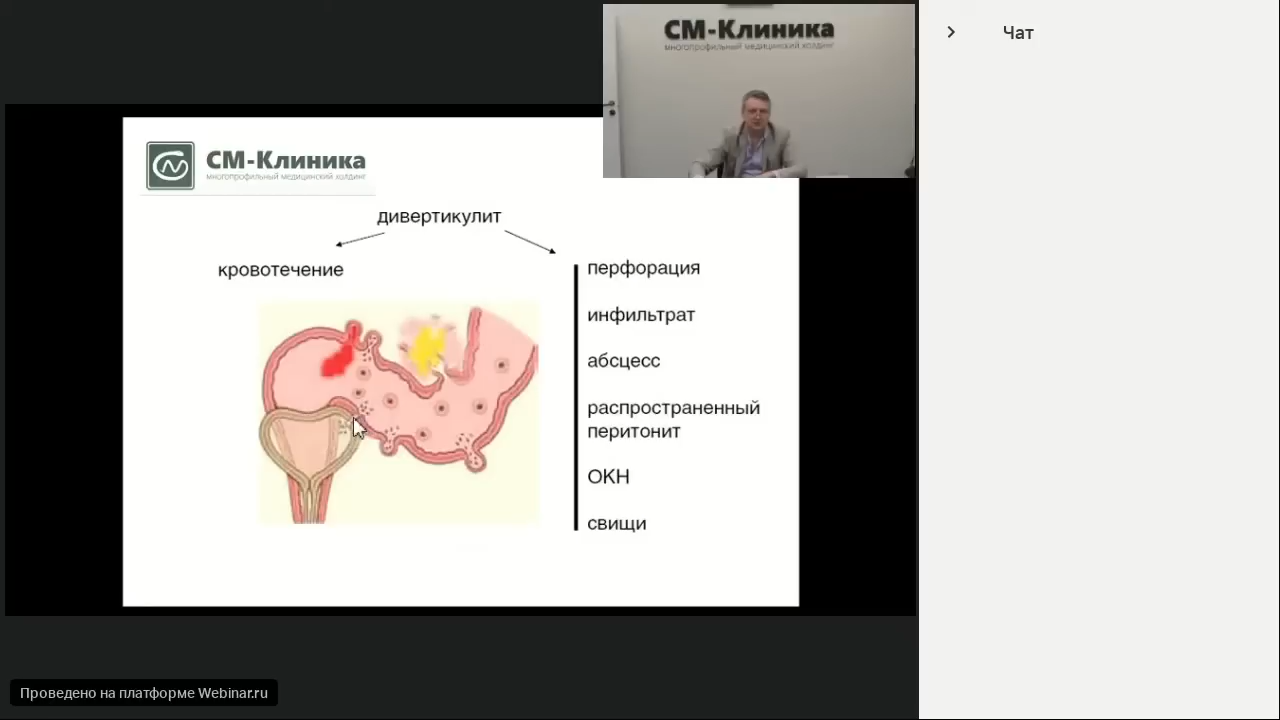 СМ-Клиника
многопрофильный медицинский холдинг
Чат
СМ-Клиника
многопрофильный медицинский холдинг
дивертикулит
кровотечение
перфорация
инфильтрат
абсцесс
распространенный
перитонит
ОКН
свищи
Проведено на платформе Webinar.ru